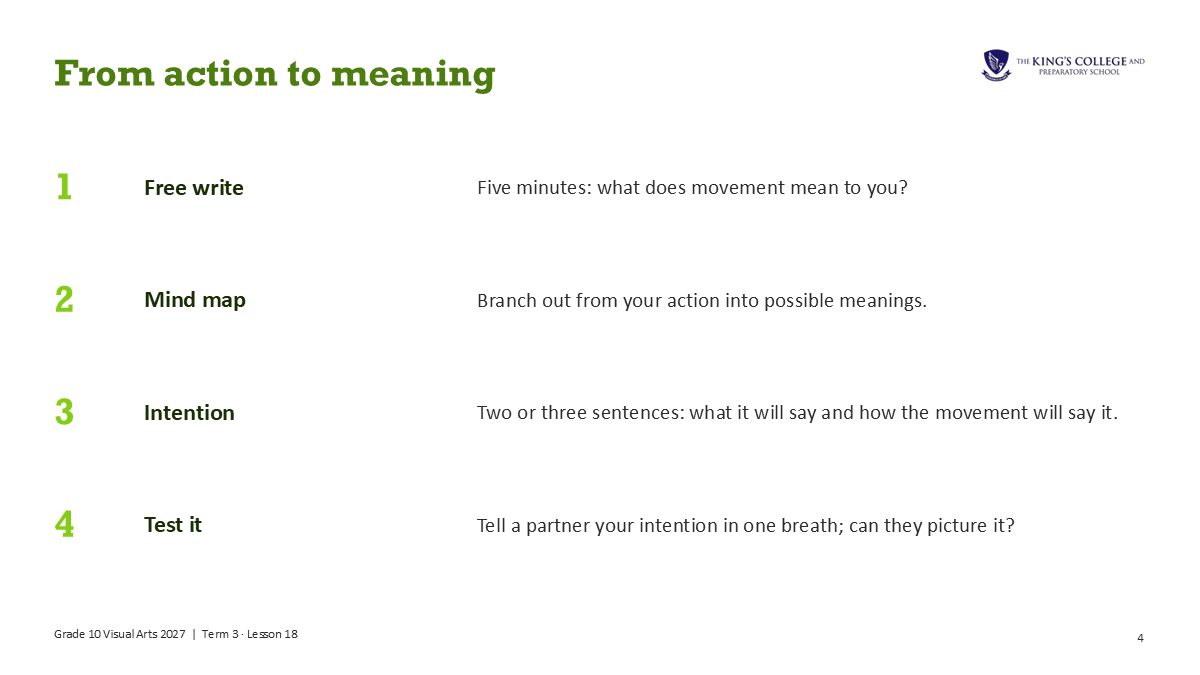 From action to meaning
THE KING'S COLLEGE AND
PREPARATORY SCHOOL
1 Free write Five minutes: what does movement mean to you?
2 Mind map Branch out from your action into possible meanings.
3 Intention Two or three sentences: what it will say and how the movement will say it.
4 Test it Tell a partner your intention in one breath; can they picture it?
Grade 10 Visual Arts 2027 | Term 3 · Lesson 18
4